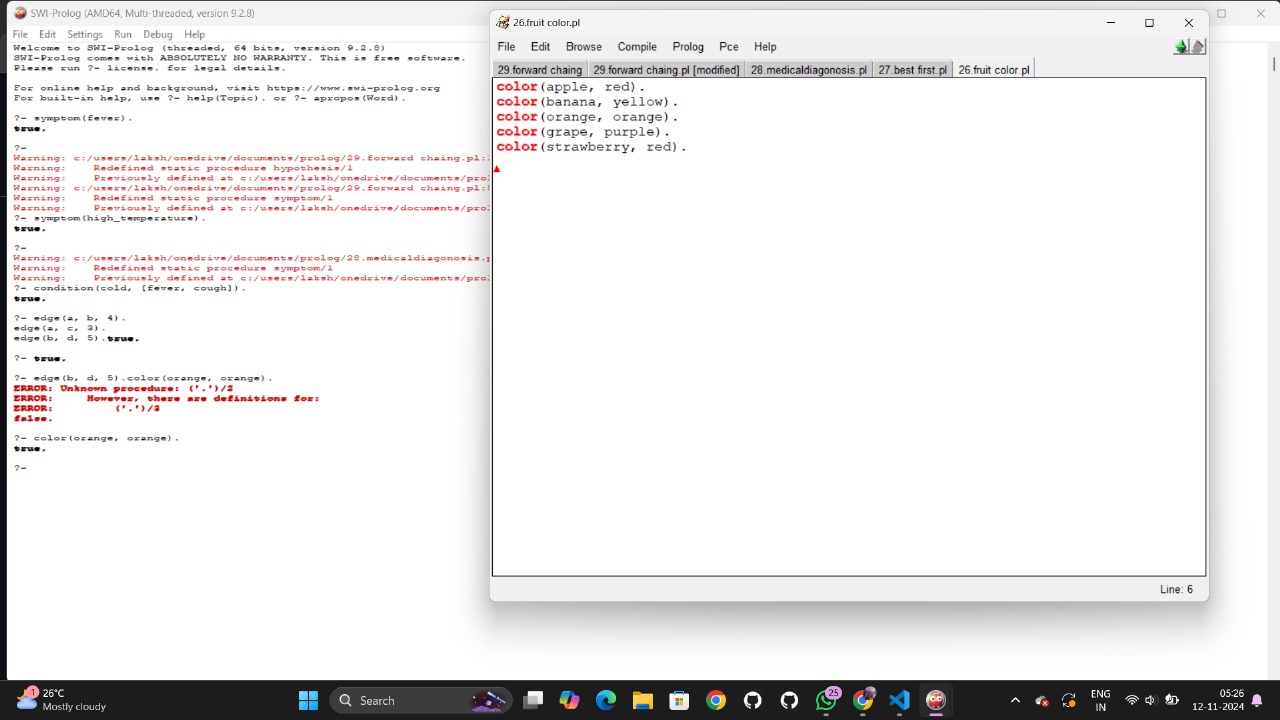 SWI-Prolog (AMD64, Multi-threaded, version 9.2.8)
File Edit Settings Run Debug Help
Welcome to SWI-Prolog (threaded, 64 bits, version 9.2.8)
SWI-Prolog comes with ABSOLUTELY NO WARRANTY. This is free software.
Please run ?- license. for legal details.
For online help and background, visit https://www.swi-prolog.org
For built-in help, use ?- help(Topic). or ?- apropos(Word).
?- symptom(fever).
true.
?-
Warning: c:/users/laksh/onedrive/documents/prolog/29.forward chaing.pl:
Warning: Redefined static procedure hypothesis/1
Warning: Previously defined at c:/users/laksh/onedrive/documents/prol
Warning: c:/users/laksh/onedrive/documents/prolog/29.forward chaing.pl:
Warning: Redefined static procedure symptom/1
Warning: Previously defined at c:/users/laksh/onedrive/documents/prol
?- symptom(high_temperature).
true.
?-
Warning: c:/users/laksh/onedrive/documents/prolog/28.medicaldiagonosis.p
Warning: Redefined static procedure symptom/1
Warning: Previously defined at c:/users/laksh/onedrive/documents/prol
?- condition(cold, [fever, cough]).
true.
?- edge(a, b, 4).
edge(a, c, 3).
edge(b, d, 5).true.
?- true.
?- edge(b, d, 5).color(orange, orange).
ERROR: Unknown procedure: ('.')/2
ERROR: However, there are definitions for:
ERROR: ('.')/3
false.
?- color(orange, orange).
true.
?-
26.fruit color.pl
File Edit Browse Compile Prolog Pce Help
29.forward chaing 29.forward chaing.pl [modified] 28.medicaldiagonosis.pl 27.best first.pl 26.fruit color.pl
color(apple, red).
color(banana, yellow).
color(orange, orange).
color(grape, purple).
color(strawberry, red).
Line: 6
1
26°C
Mostly cloudy
Search
25
ENG
IN
05:26
12-11-2024